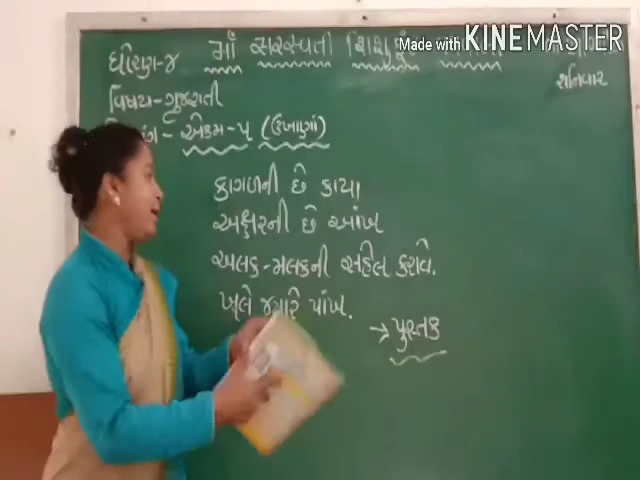 Made with KINEMASTER
ધોરણ-૪ માઁ સરસ્વતી
શનિવાર
વિષય-ગુજરાતી
એકમ-૫ (ઉખાણાં)
કાગળની છે કાયા
અક્ષરની છે આંખ
અલક-મલકની સહેલ કરાવે.
ખૂલે જ્યારે પાંખ.
→ પુસ્તક